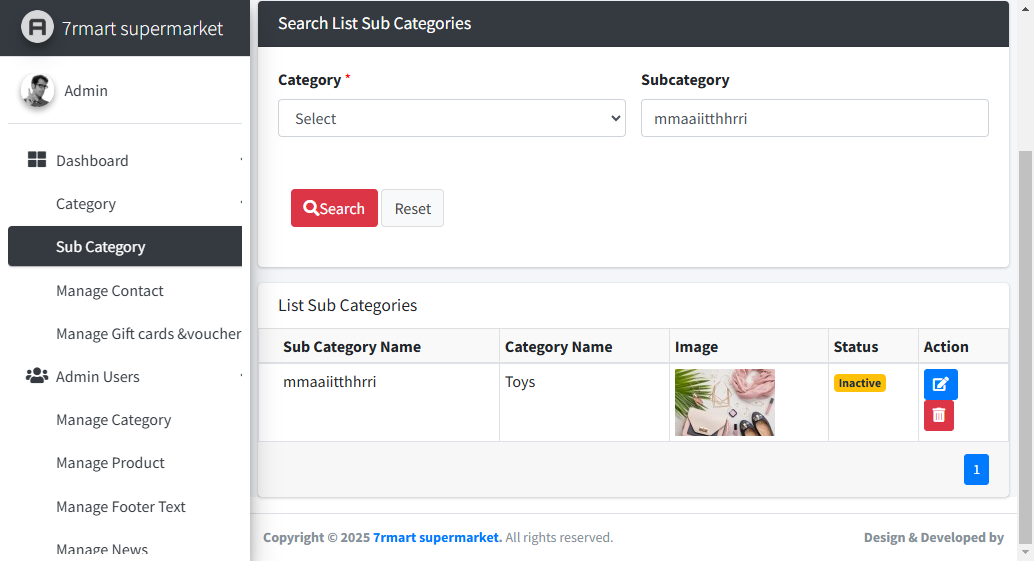 7rmart supermarket
Admin
Dashboard
Category
Sub Category
Manage Contact
Manage Gift cards &voucher
Admin Users
Manage Category
Manage Product
Manage Footer Text
Manage News
Search List Sub Categories
Category * Subcategory
Select mmaaiitthhrri
Search Reset
List Sub Categories
Sub Category Name Category Name Image Status Action
mmaaiitthhrri Toys Inactive
1
Copyright © 2025 7rmart supermarket. All rights reserved. Design & Developed by